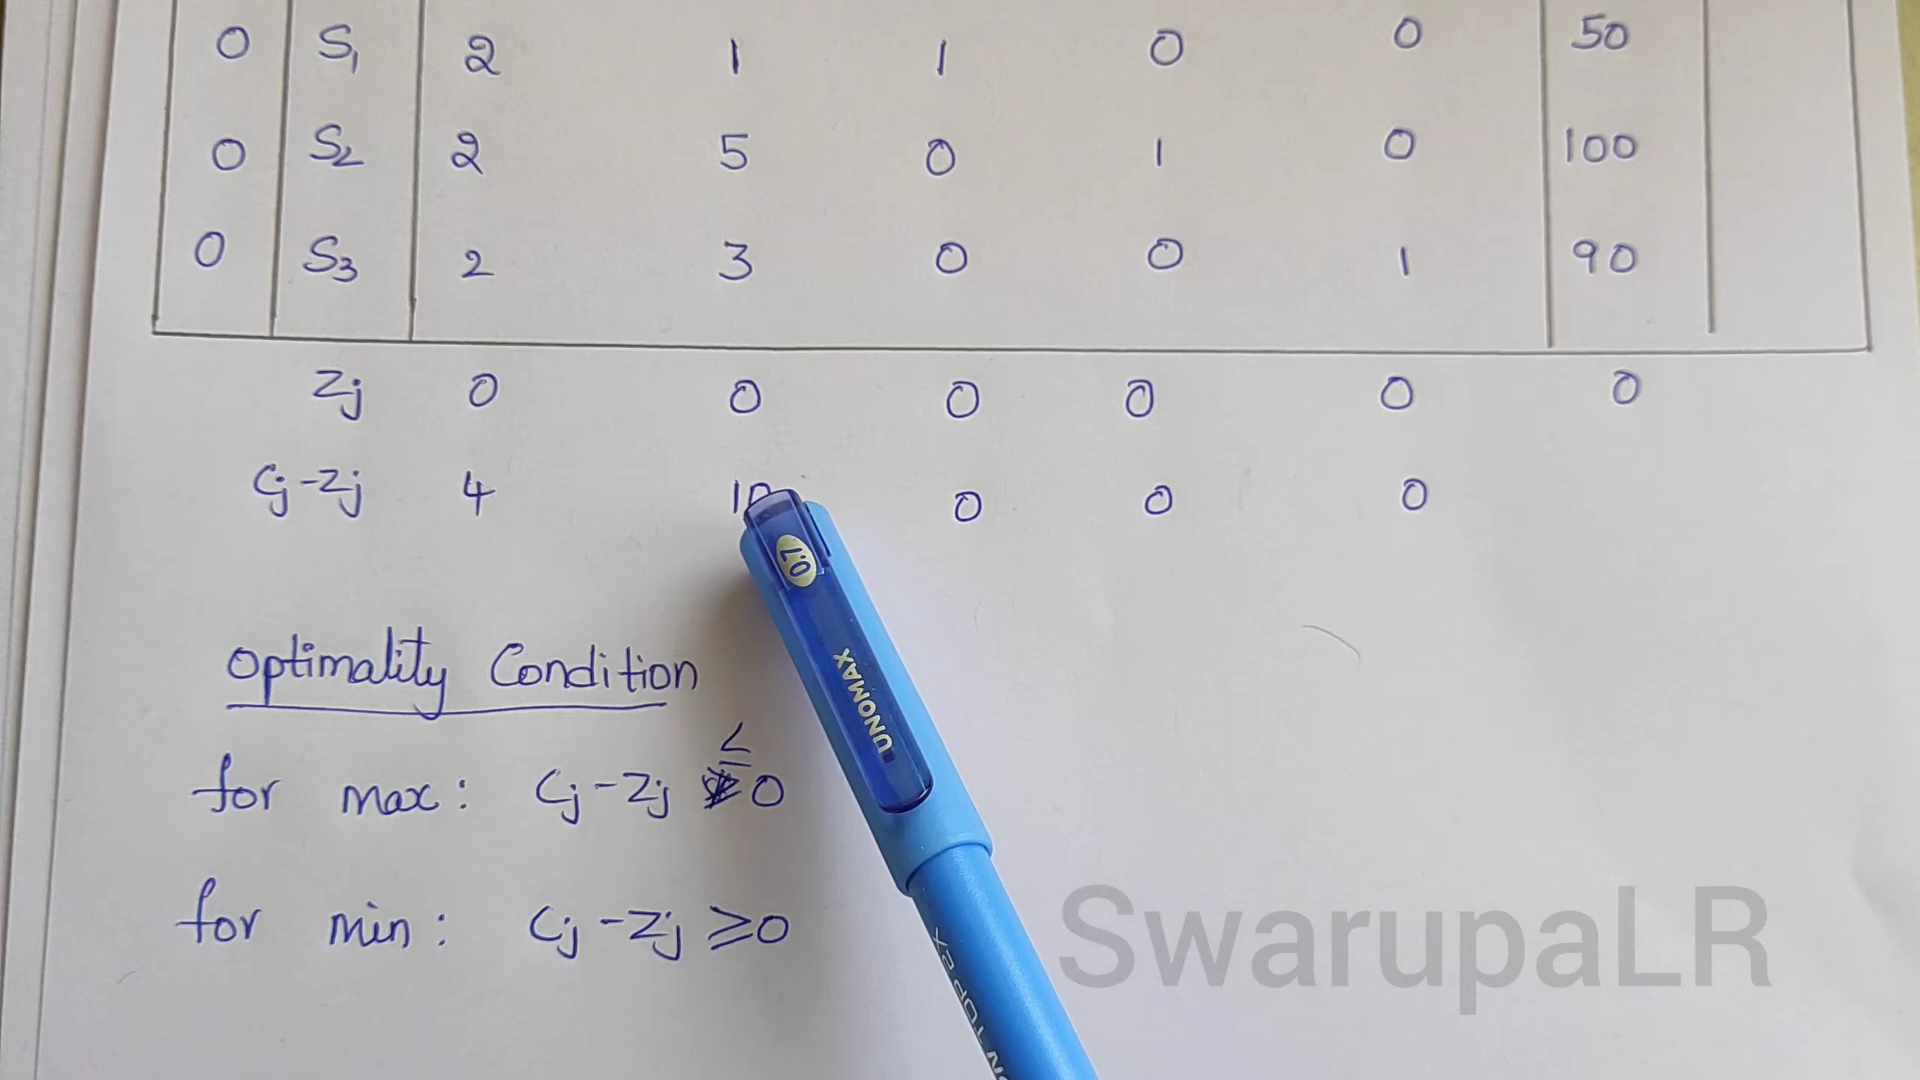 0 S1 2 1 1 0 0 50
0 S2 2 5 0 1 0 100
0 S3 2 3 0 0 1 90
Zj 0 0 0 0 0 0
Cj-Zj 4 10 0 0 0
0.7
UNOMAX
Optimality Condition
for max: Cj-Zj ≤ 0
for min: Cj-Zj ≥0
SwarupaLR